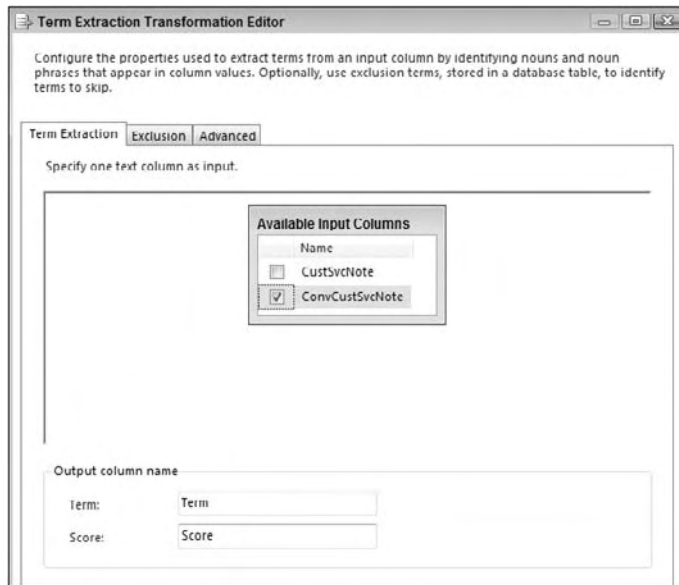 Term Extraction Transformation Editor
Configure the properties used to extract terms from an input column by identifying nouns and noun
phrases that appear in column values. Optionally, use exclusion terms, stored in a database table, to identify
terms to skip.
Term Extraction Exclusion Advanced
Specify one text column as input.
Available Input Columns
Name
CustSvcNote
ConvCustSvcNote
Output column name
Term: Term
Score: Score